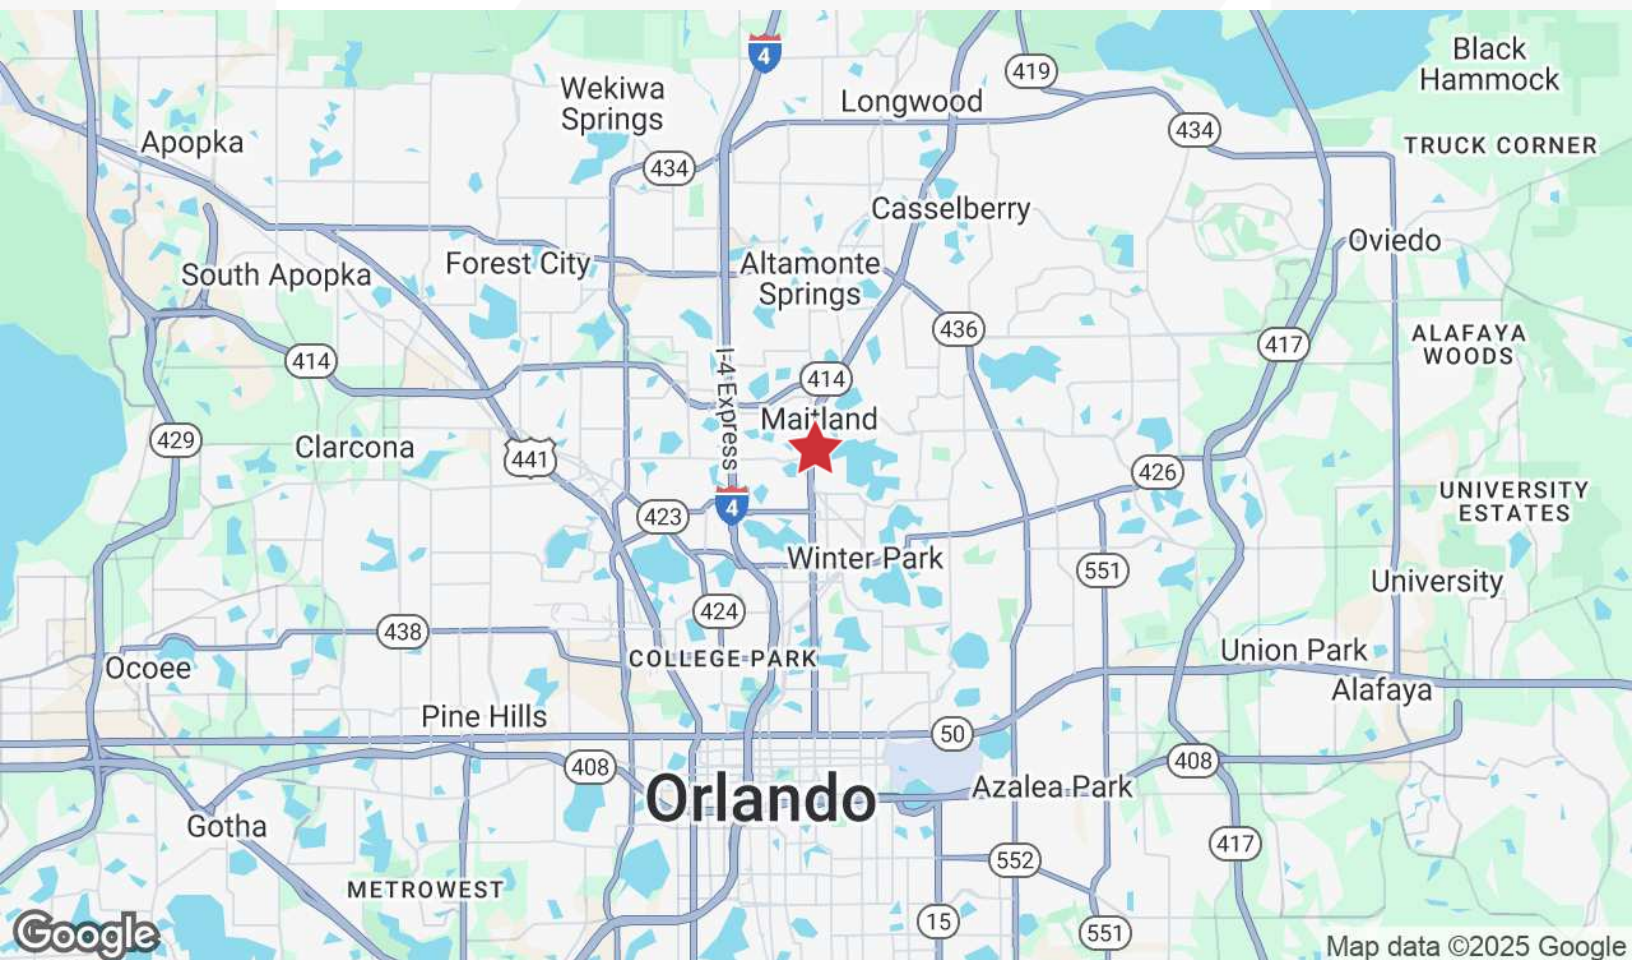 4
Black
Hammock
419
Wekiwa
Springs
Longwood
434
Apopka
TRUCK CORNER
434
Casselberry
Oviedo
South Apopka
Forest City
Altamonte
Springs
436
417
ALAFAYA
WOODS
414
I-4 Express
414
Maitland
429
Clarcona
441
426
UNIVERSITY
ESTATES
423
4
Winter Park
551
University
424
438
Ocoee
COLLEGE PARK
Union Park
Alafaya
Pine Hills
50
408
408
Orlando
Azalea Park
Gotha
417
METROWEST
552
15
551
Google
Map data ©2025 Google